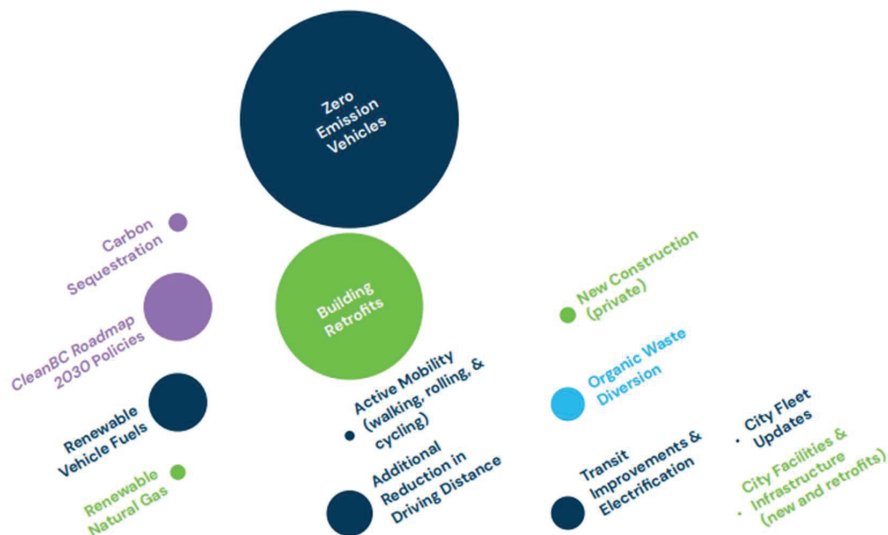 Zero
Emission
Vehicles
Carbon
Sequestration
Building
Retrofits
New Construction
(private)
CleanBC Roadmap
2030 Policies
Organic Waste
Diversion
Active Mobility
(walking, rolling, &
cycling)
Renewable
Vehicle Fuels
City Fleet
Updates
Additional
Reduction in
Driving Distance
Transit
Improvements &
Electrification
Renewable
Natural Gas
City Facilities &
Infrastructure
(new and retrofits)